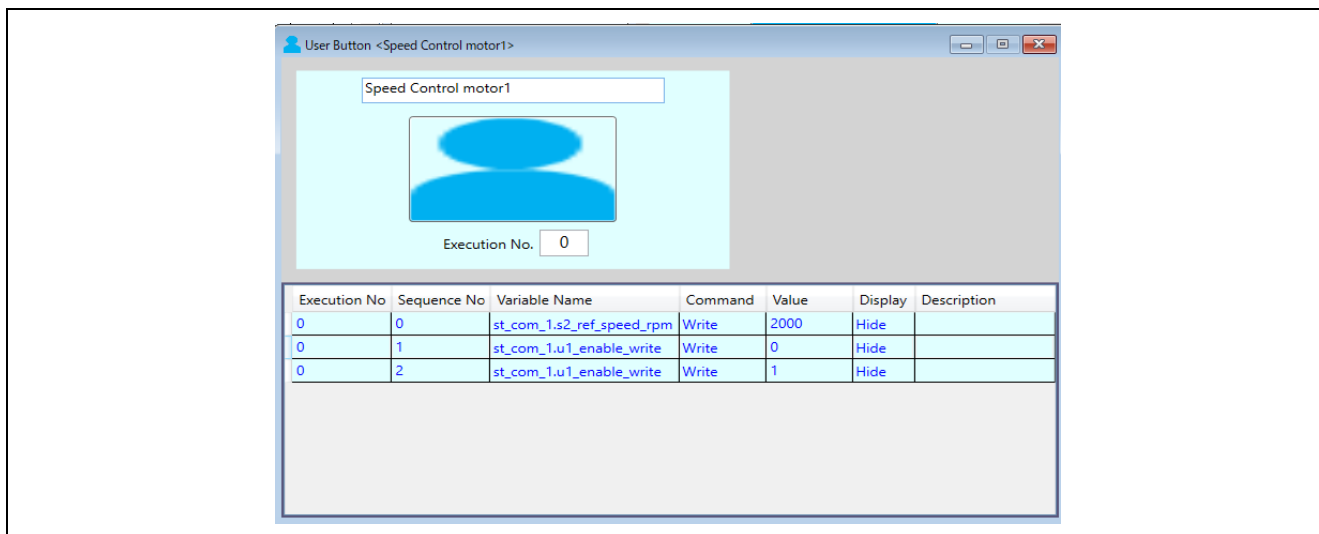 User Button <Speed Control motor1>
Speed Control motor1
Execution No. 0
Execution No Sequence No Variable Name Command Value Display Description
0 0 st_com_1.s2_ref_speed_rpm Write 2000 Hide
0 1 st_com_1.u1_enable_write Write 0 Hide
0 2 st_com_1.u1_enable_write Write 1 Hide